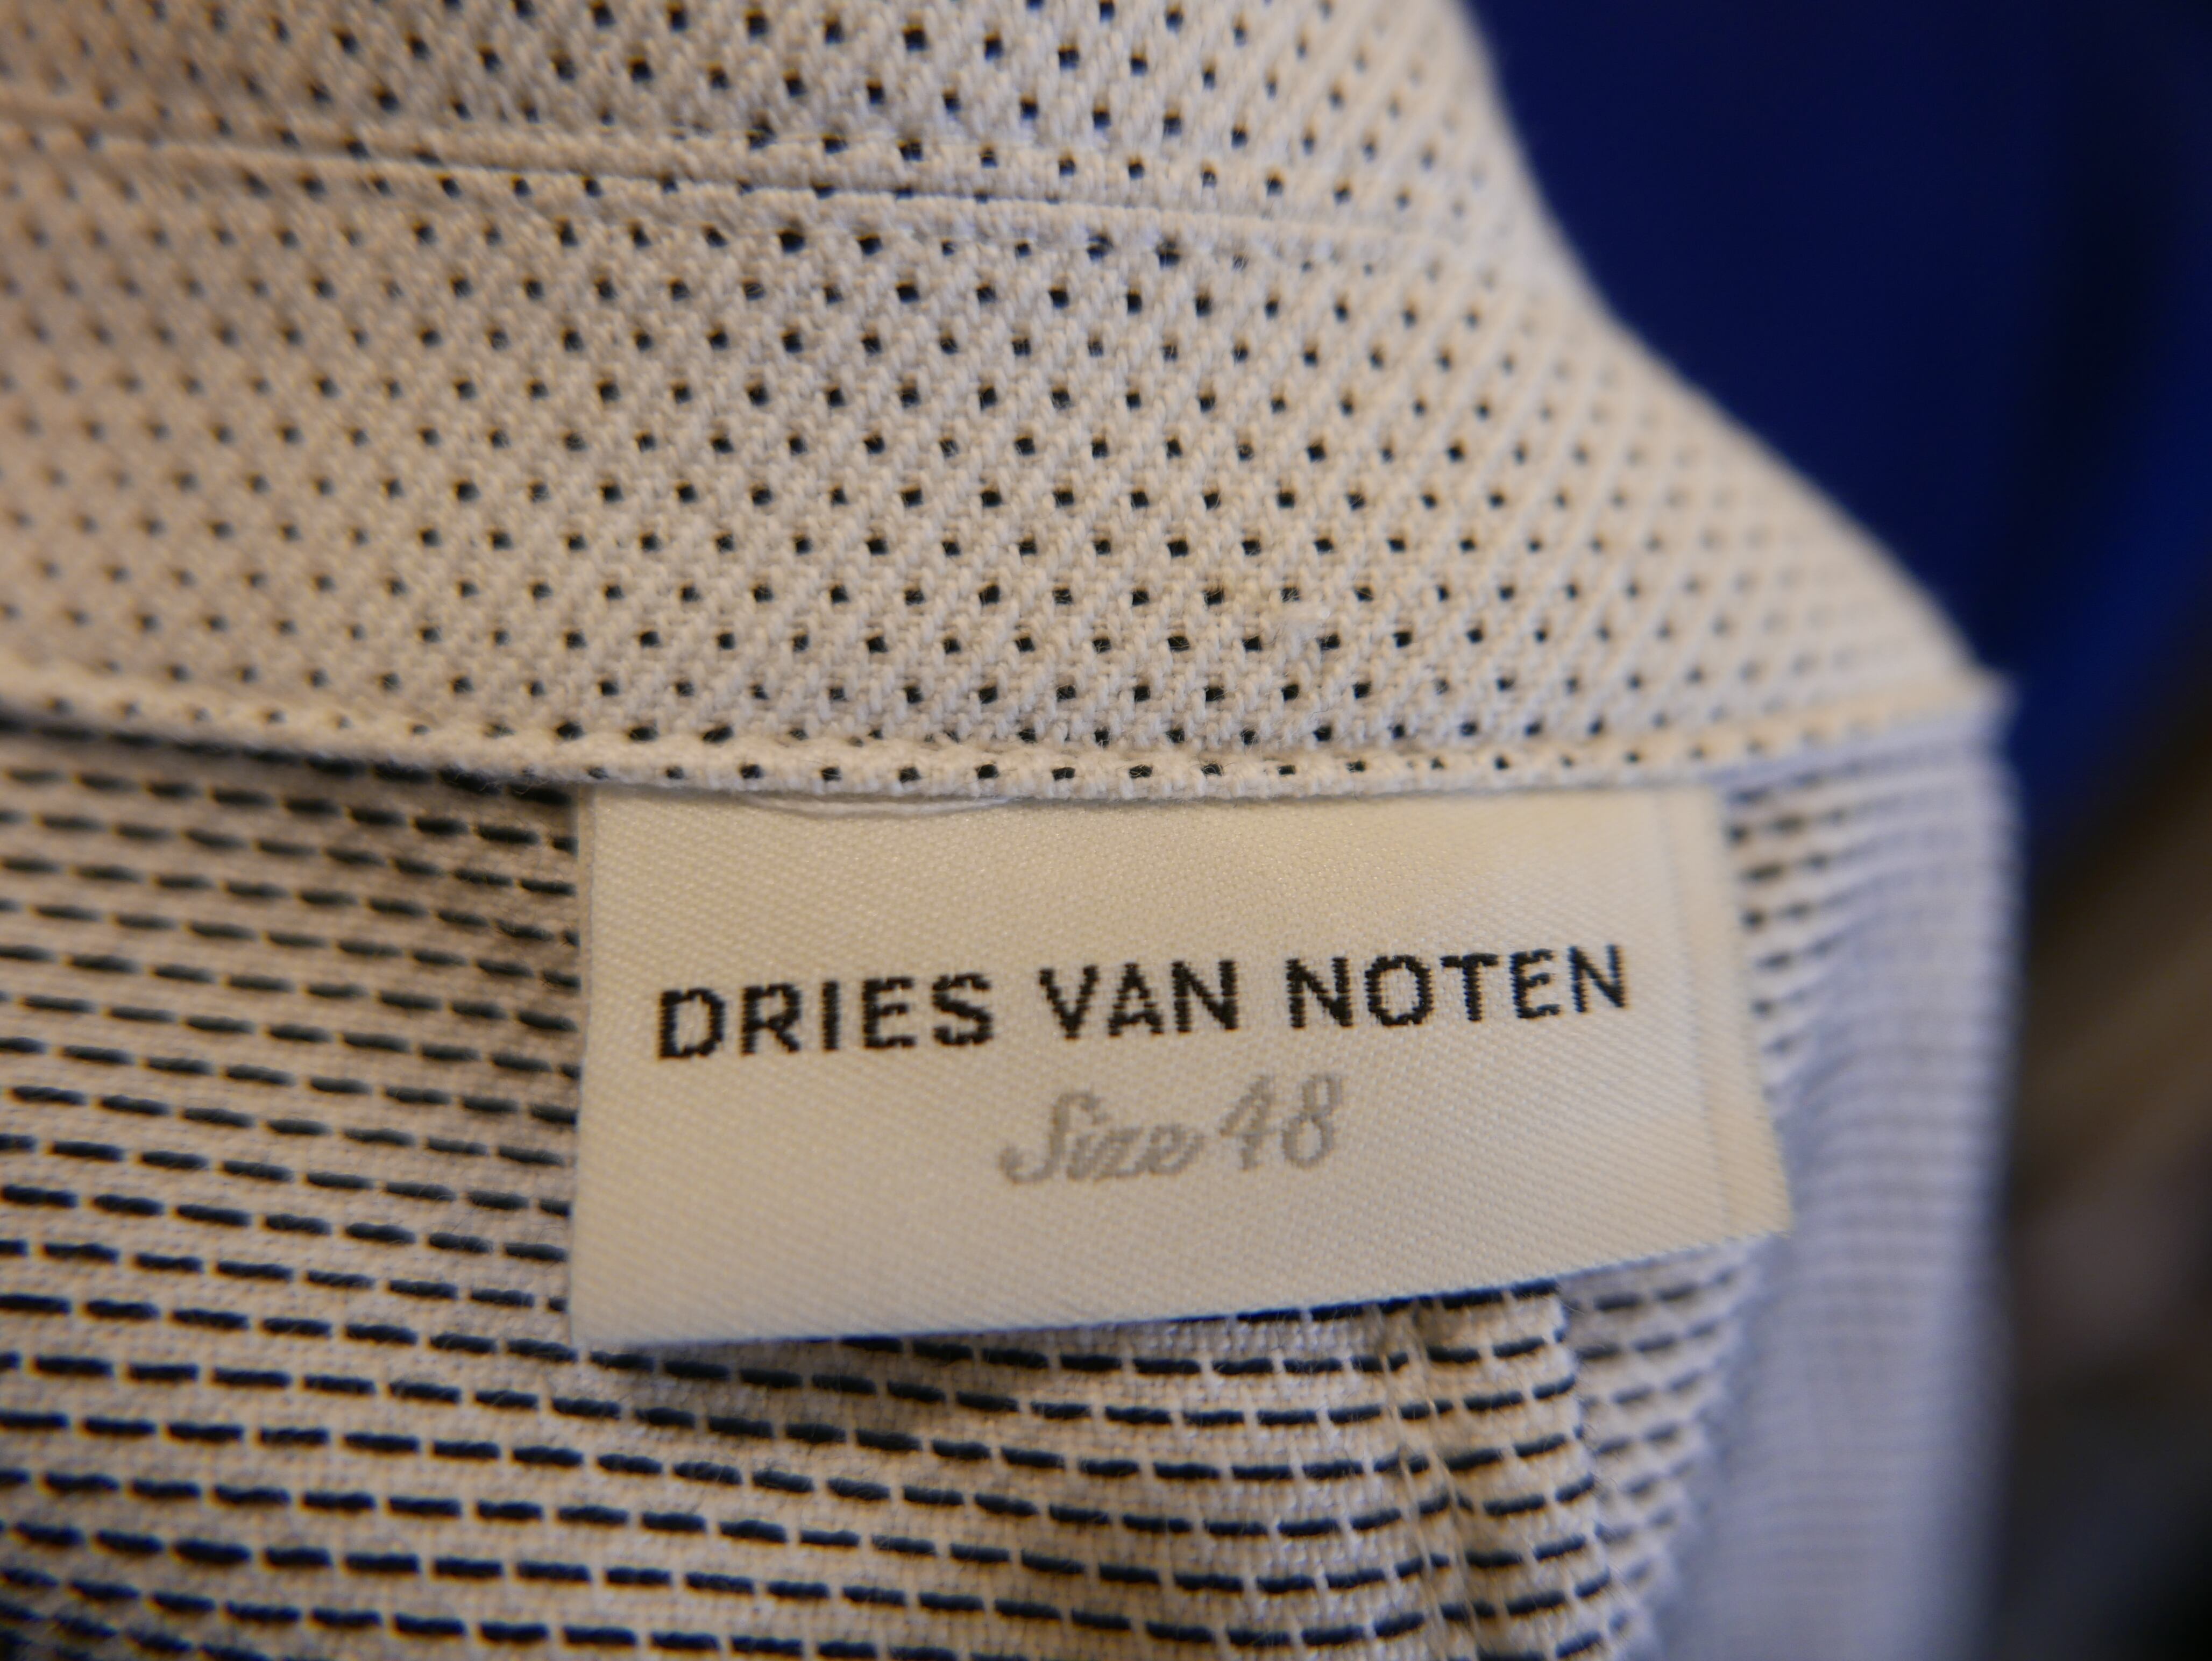 DRIES VAN NOTEN
Size 48